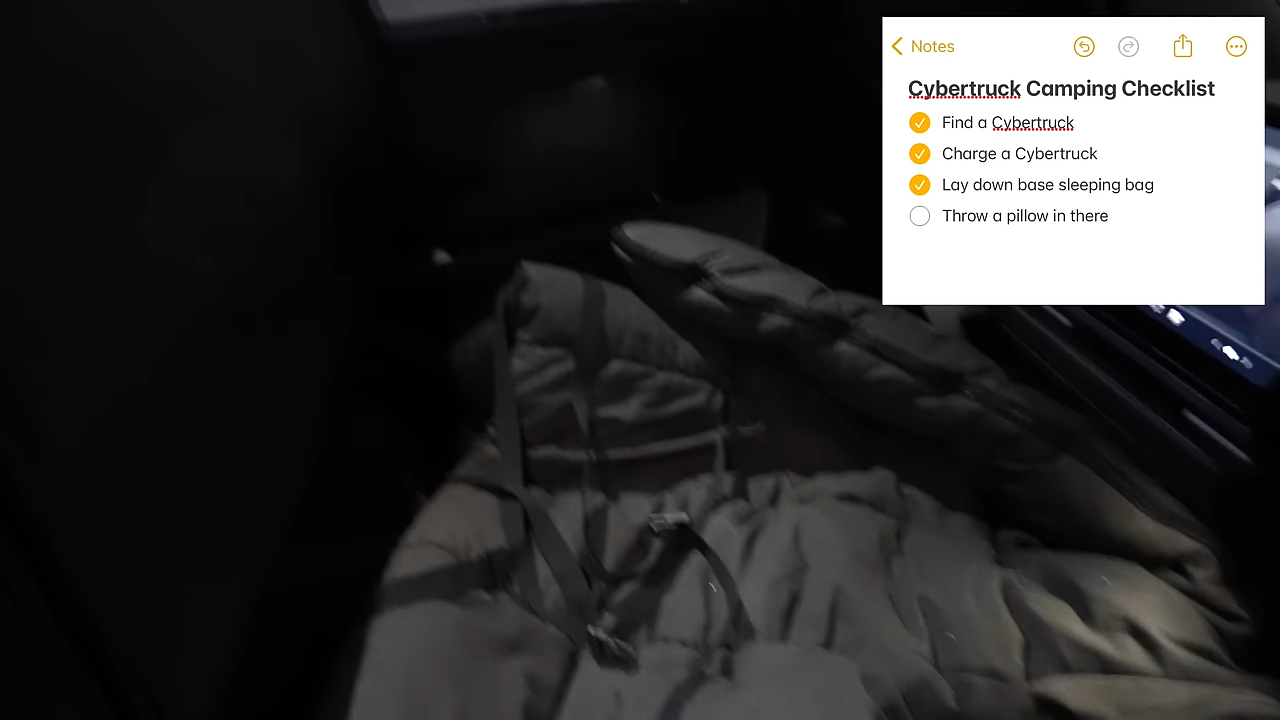 Notes
Cybertruck Camping Checklist
Find a Cybertruck
Charge a Cybertruck
Lay down base sleeping bag
Throw a pillow in there